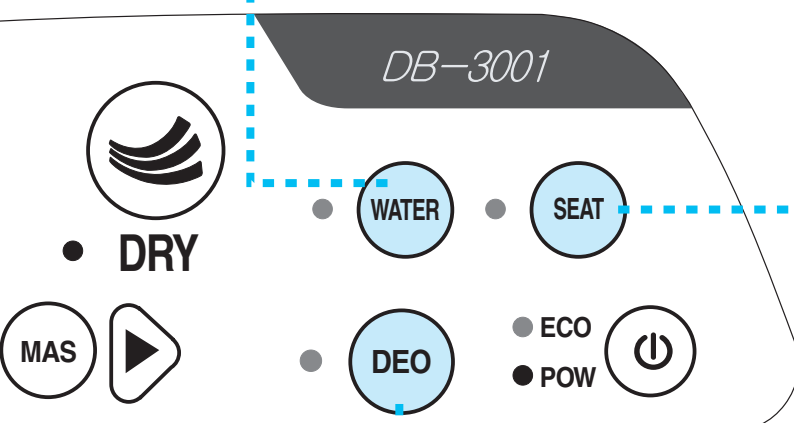 DB-3001
WATER
SEAT
DRY
MAS
DEO
ECO
POW